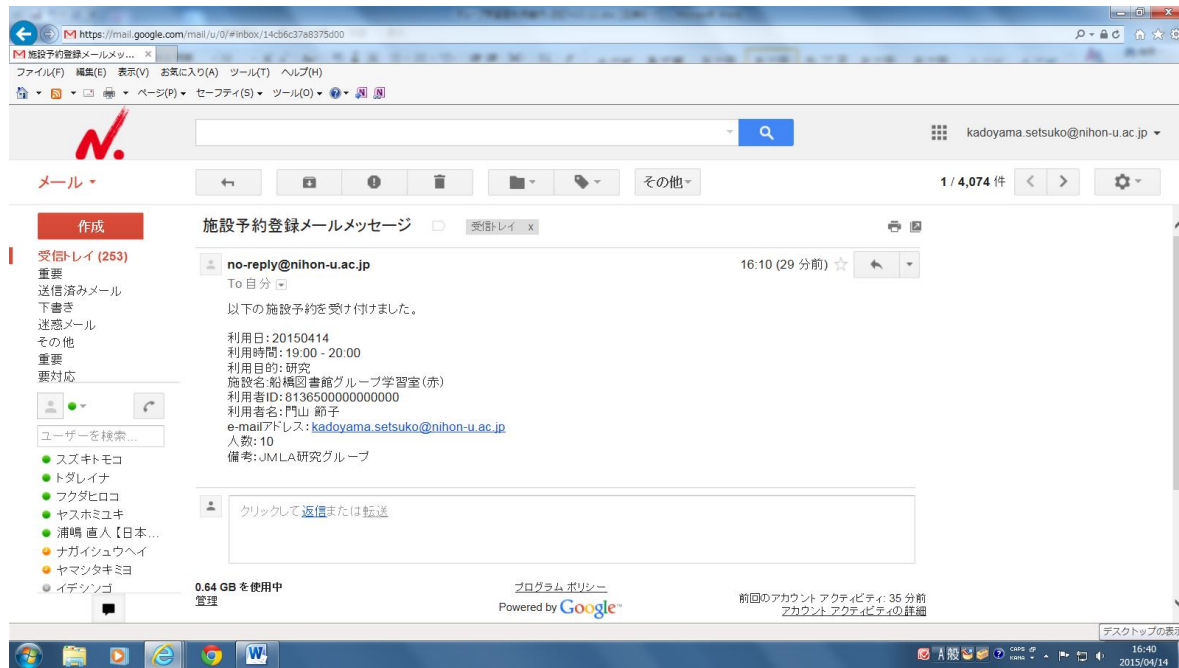 https://mail.google.com/mail/u/0/#inbox/14cb6c37a8375d00
施設予約登録メールメッ... ×
ファイル(F) 編集(E) 表示(V) お気に入り(A) ツール(T) ヘルプ(H)
ページ(P) セーフティ(S) ツール(O)
N.
kadoyama.setsuko@nihon-u.ac.jp
メール
その他
1 / 4,074 件
作成
施設予約登録メールメッセージ
受信トレイ x
受信トレイ (253)
重要
送信済みメール
下書き
迷惑メール
その他
重要
要対応
ユーザーを検索...
スズキトモコ
トダレイナ
フクダヒロコ
ヤスホミユキ
浦嶋 直人【日本...
ナガイシュウヘイ
ヤマシタキミヨ
イデシンゴ
no-reply@nihon-u.ac.jp
16:10 (29 分前)
To 自分
以下の施設予約を受け付けました。
利用日:20150414
利用時間:19:00 - 20:00
利用目的:研究
施設名:船橋図書館グループ学習室(赤)
利用者ID:8136500000000000
利用者名:門山 節子
e-mailアドレス:kadoyama.setsuko@nihon-u.ac.jp
人数:10
備考:JMLA研究グループ
クリックして返信または転送
0.64 GB を使用中
管理
プログラム ポリシー
Powered by Google™
前回のアカウント アクティビティ: 35 分前
アカウント アクティビティの詳細
デスクトップの表示
A 般
CAPS
KANA
16:40
2015/04/14